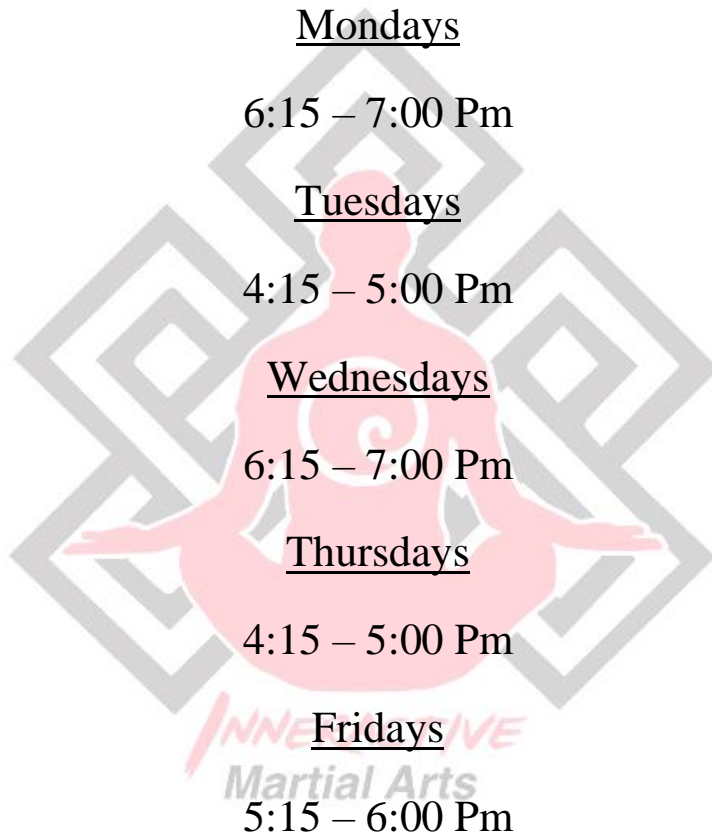 Mondays
6:15 – 7:00 Pm
Tuesdays
4:15 – 5:00 Pm
Wednesdays
6:15 – 7:00 Pm
Thursdays
4:15 – 5:00 Pm
Fridays
Martial Arts
5:15 – 6:00 Pm